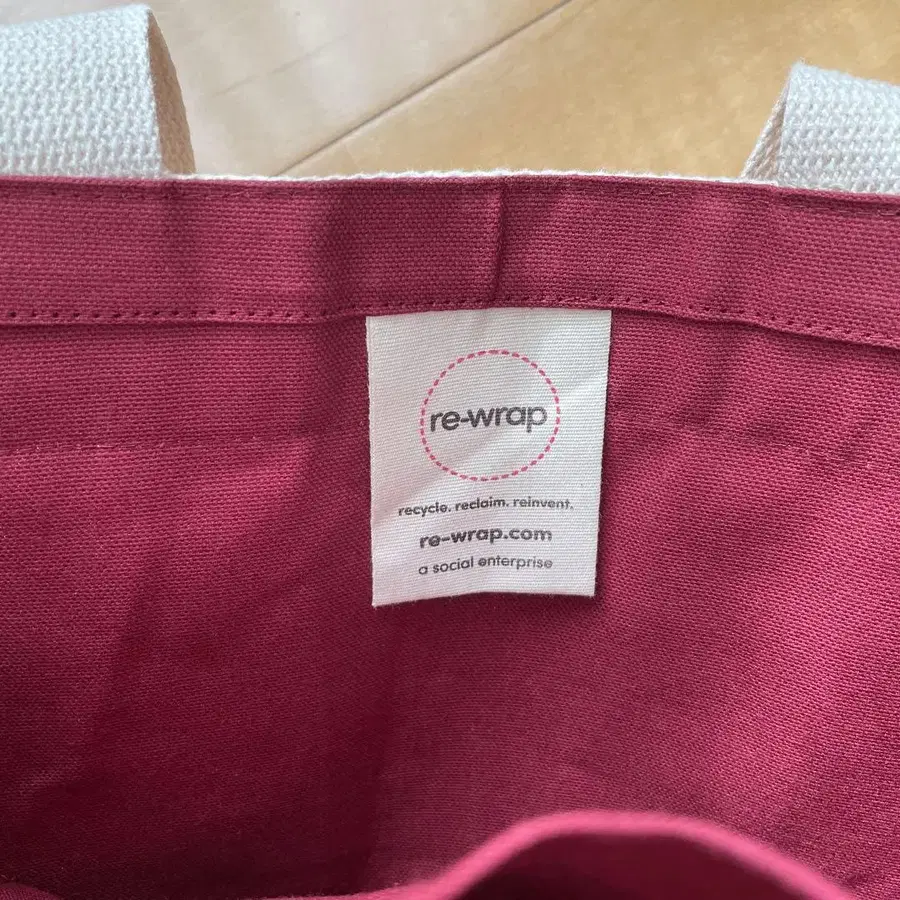 re-wrap
recycle. reclaim. reinvent.
re-wrap.com
a social enterprise